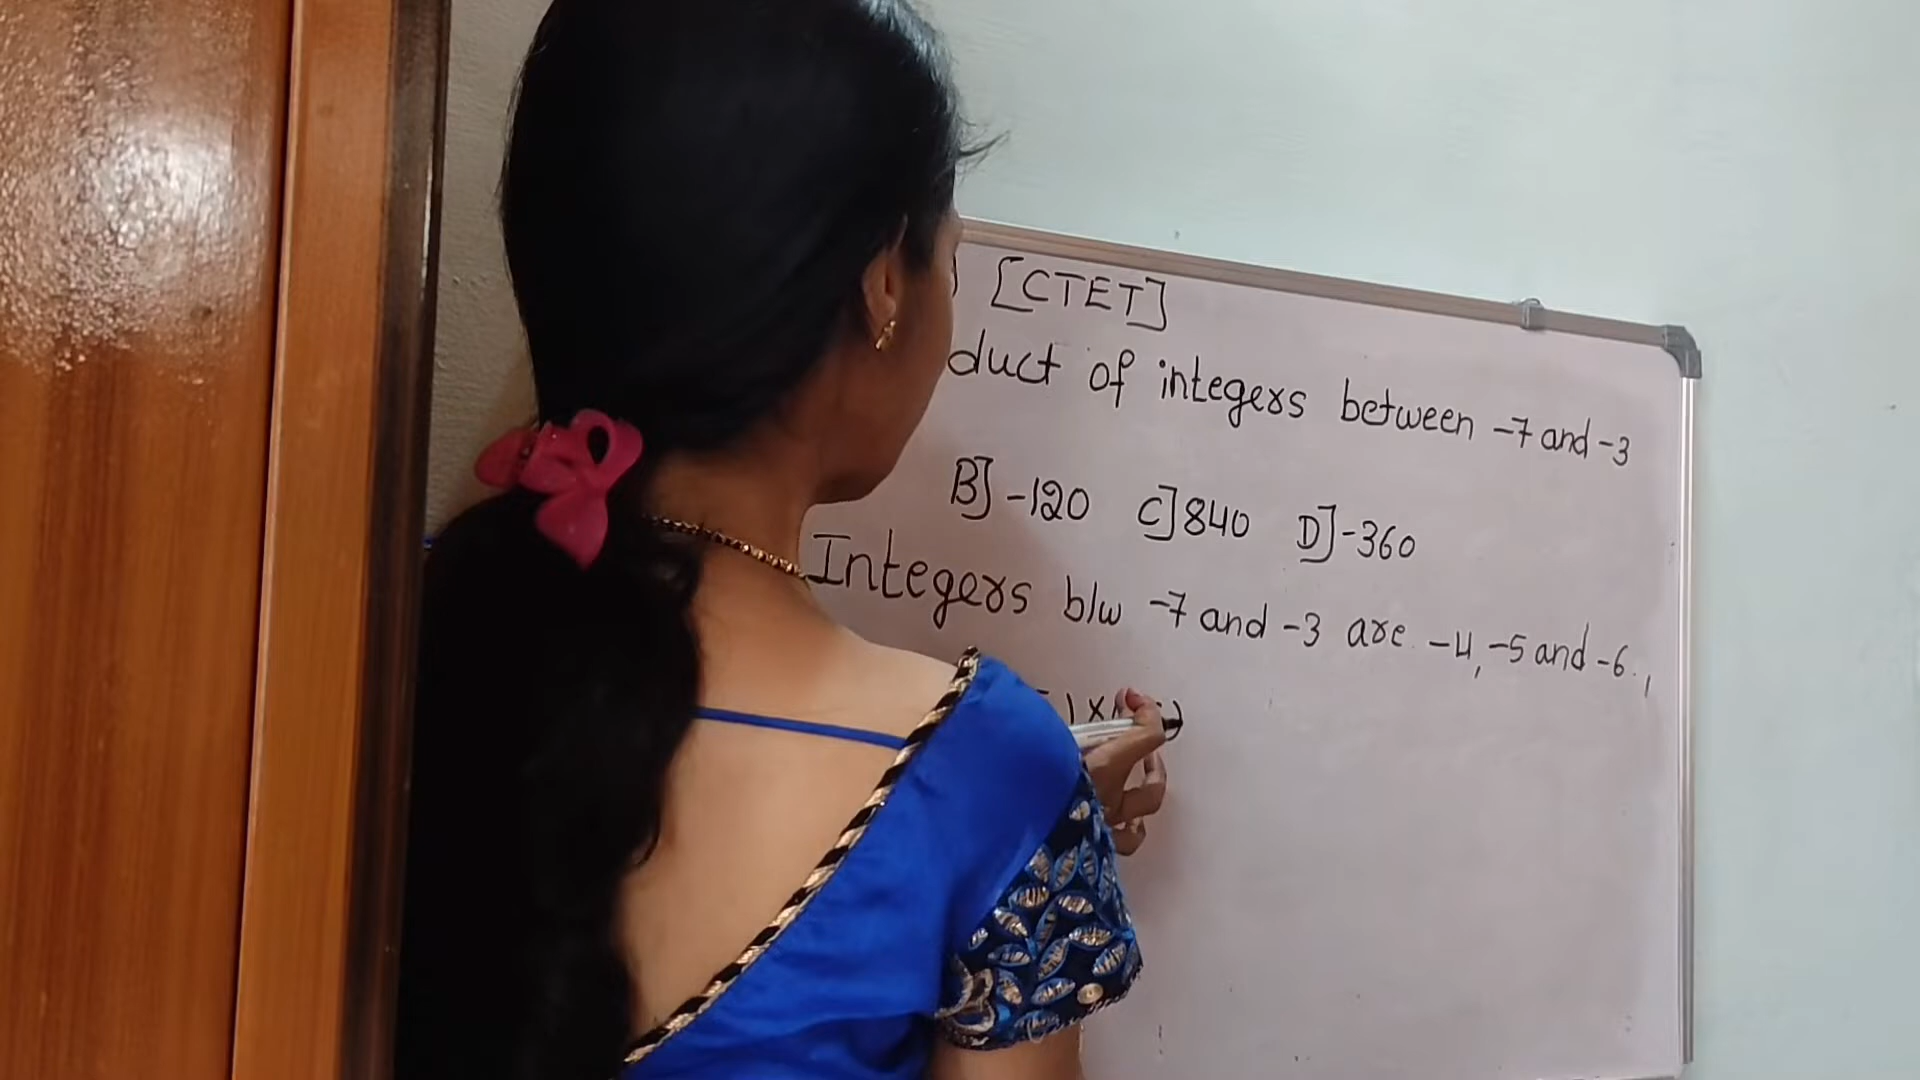 ) [CTET]
duct of integers between -7 and -3
B] -120 C] 840 D] -360
Integers b/w -7 and -3 are -4, -5 and -6.
) ×